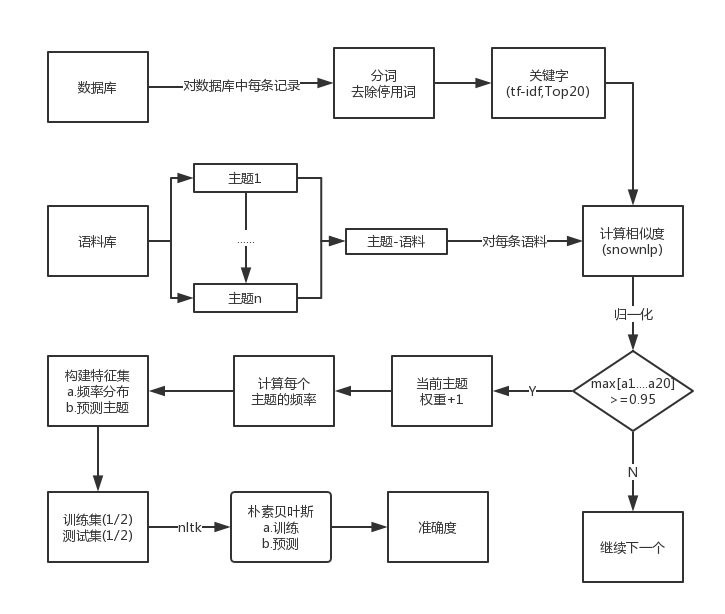 数据库
对数据库中每条记录
分词
去除停用词
关键字
(tf-idf,Top20)
语料库
主题1
......
主题n
主题-语料
对每条语料
计算相似度
(snownlp)
归一化
max[a1....a20]
>=0.95
Y
当前主题
权重+1
计算每个
主题的频率
构建特征集
a.频率分布
b.预测主题
N
继续下一个
训练集(1/2)
测试集(1/2)
nltk
朴素贝叶斯
a.训练
b.预测
准确度